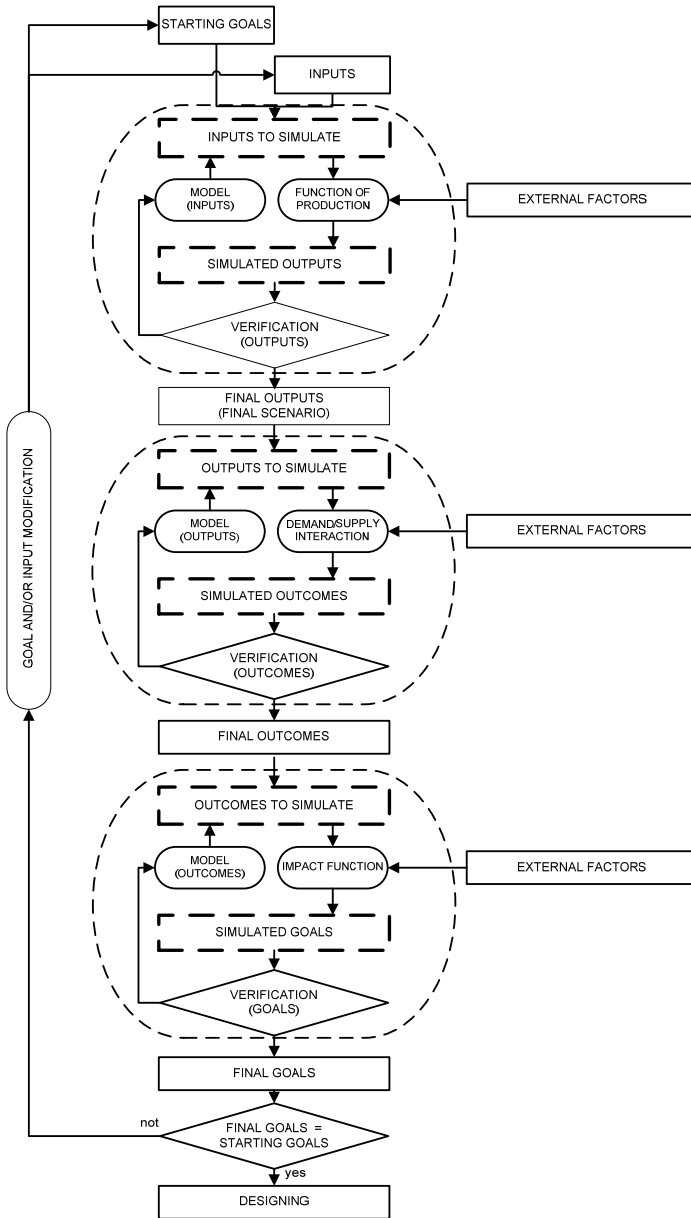 STARTING GOALS
INPUTS
INPUTS TO SIMULATE
MODEL
(INPUTS)
FUNCTION OF
PRODUCTION
EXTERNAL FACTORS
SIMULATED OUTPUTS
VERIFICATION
(OUTPUTS)
FINAL OUTPUTS
(FINAL SCENARIO)
GOAL AND/OR INPUT MODIFICATION
OUTPUTS TO SIMULATE
MODEL
(OUTPUTS)
DEMAND/SUPPLY
INTERACTION
EXTERNAL FACTORS
SIMULATED OUTCOMES
VERIFICATION
(OUTCOMES)
FINAL OUTCOMES
OUTCOMES TO SIMULATE
MODEL
(OUTCOMES)
IMPACT FUNCTION
EXTERNAL FACTORS
SIMULATED GOALS
VERIFICATION
(GOALS)
FINAL GOALS
not
FINAL GOALS =
STARTING GOALS
yes
DESIGNING